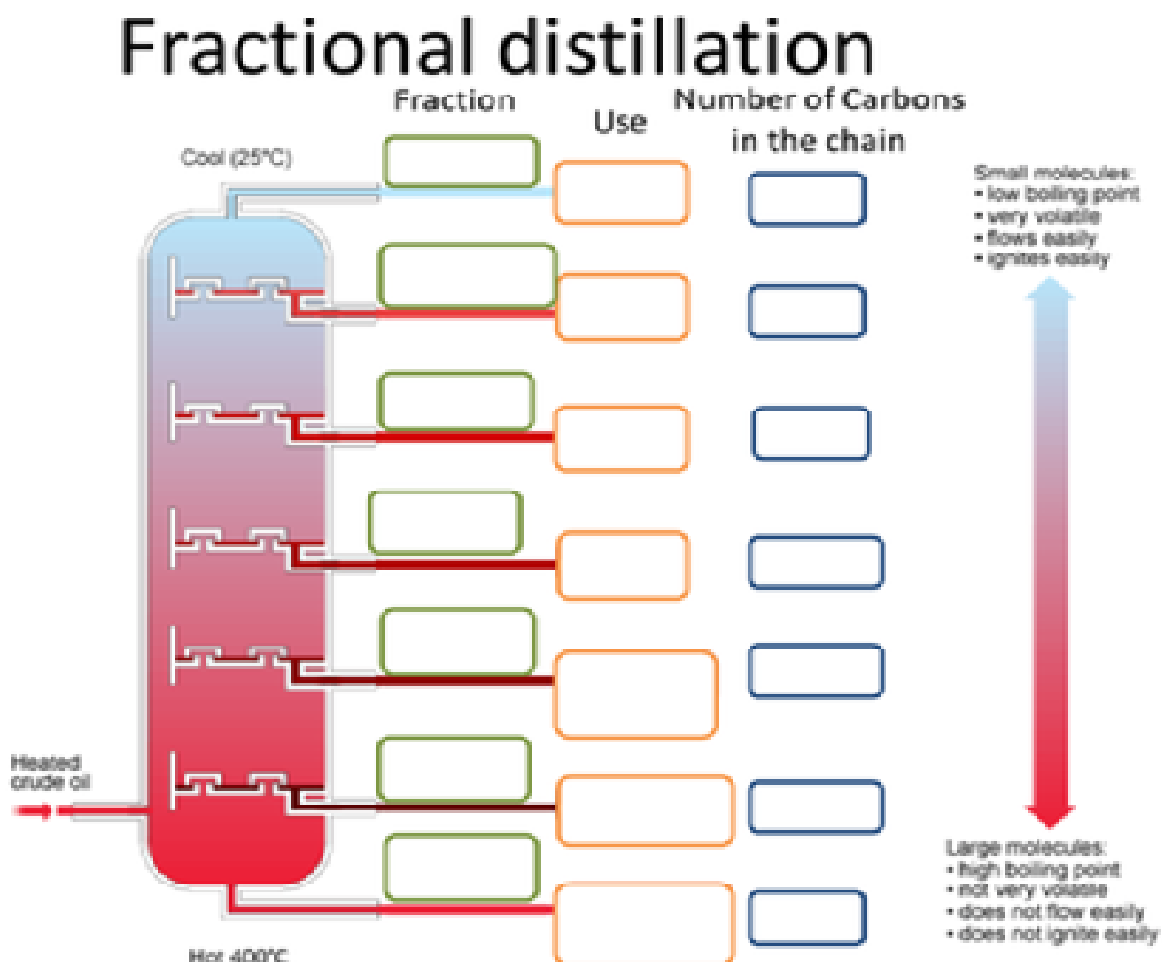 Fractional distillation
Fraction
Use
Number of Carbons
in the chain
Cool (25°C)
Small molecules:
• low boiling point
• very volatile
• flows easily
• ignites easily
Heated
crude oil
Large molecules:
• high boiling point
• not very volatile
• does not flow easily
• does not ignite easily
Hot 400°C